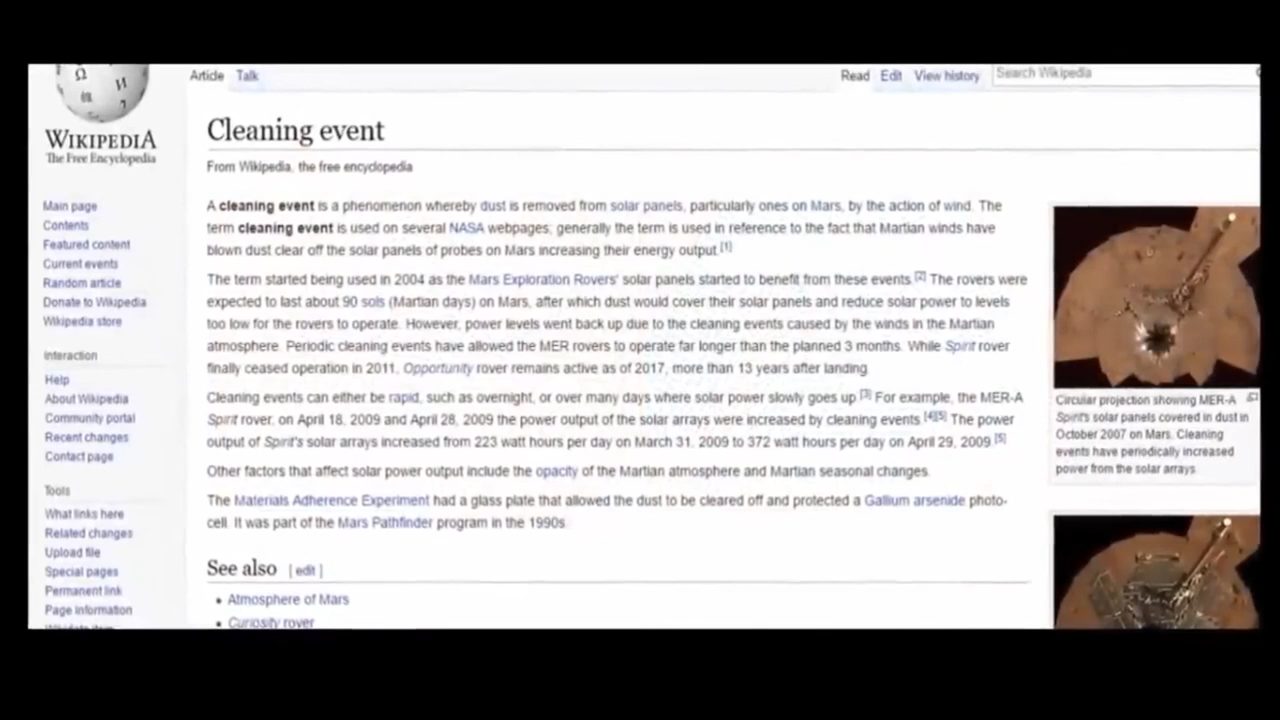 Ω
И
WIKIPEDIA
The Free Encyclopedia
Main page
Contents
Featured content
Current events
Random article
Donate to Wikipedia
Wikipedia store
Interaction
Help
About Wikipedia
Community portal
Recent changes
Contact page
Tools
What links here
Related changes
Upload file
Special pages
Permanent link
Page information
Article Talk
Read Edit View history Search Wikipedia
Cleaning event
From Wikipedia, the free encyclopedia
A cleaning event is a phenomenon whereby dust is removed from solar panels, particularly ones on Mars, by the action of wind. The
term cleaning event is used on several NASA webpages; generally the term is used in reference to the fact that Martian winds have
blown dust clear off the solar panels of probes on Mars increasing their energy output.[1]
The term started being used in 2004 as the Mars Exploration Rovers' solar panels started to benefit from these events.[2] The rovers were
expected to last about 90 sols (Martian days) on Mars, after which dust would cover their solar panels and reduce solar power to levels
too low for the rovers to operate. However, power levels went back up due to the cleaning events caused by the winds in the Martian
atmosphere. Periodic cleaning events have allowed the MER rovers to operate far longer than the planned 3 months. While Spirit rover
finally ceased operation in 2011, Opportunity rover remains active as of 2017, more than 13 years after landing.
Cleaning events can either be rapid, such as overnight, or over many days where solar power slowly goes up.[3] For example, the MER-A
Spirit rover, on April 18, 2009 and April 28, 2009 the power output of the solar arrays were increased by cleaning events.[4][5] The power
output of Spirit's solar arrays increased from 223 watt hours per day on March 31, 2009 to 372 watt hours per day on April 29, 2009.[5]
Other factors that affect solar power output include the opacity of the Martian atmosphere and Martian seasonal changes.
The Materials Adherence Experiment had a glass plate that allowed the dust to be cleared off and protected a Gallium arsenide photo-
cell. It was part of the Mars Pathfinder program in the 1990s.
See also [ edit ]
• Atmosphere of Mars
• Curiosity rover
Circular projection showing MER-A
Spirit's solar panels covered in dust in
October 2007 on Mars. Cleaning
events have periodically increased
power from the solar arrays.